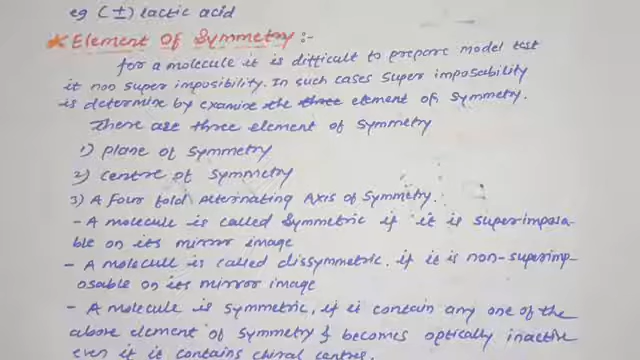 eg (±) lactic acid
* Element Of Symmetry :-
for a molecule it is difficult to prepare model test
it non super imposibility. In such cases super imposability
is determine by examine the three element of symmetry.
There are three element of symmetry
1) plane of symmetry
2) centre of symmetry
3) A four fold Alternating Axis of symmetry.
- A molecule is called symmetric if it is superimposa-
ble on its mirror image
- A molecule is called dissymmetric. if it is non-superimp-
osable on its mirror image
- A molecule is symmetric, if it contain any one of the
above element of symmetry & becomes optically inactive
even if it contains chiral centres.